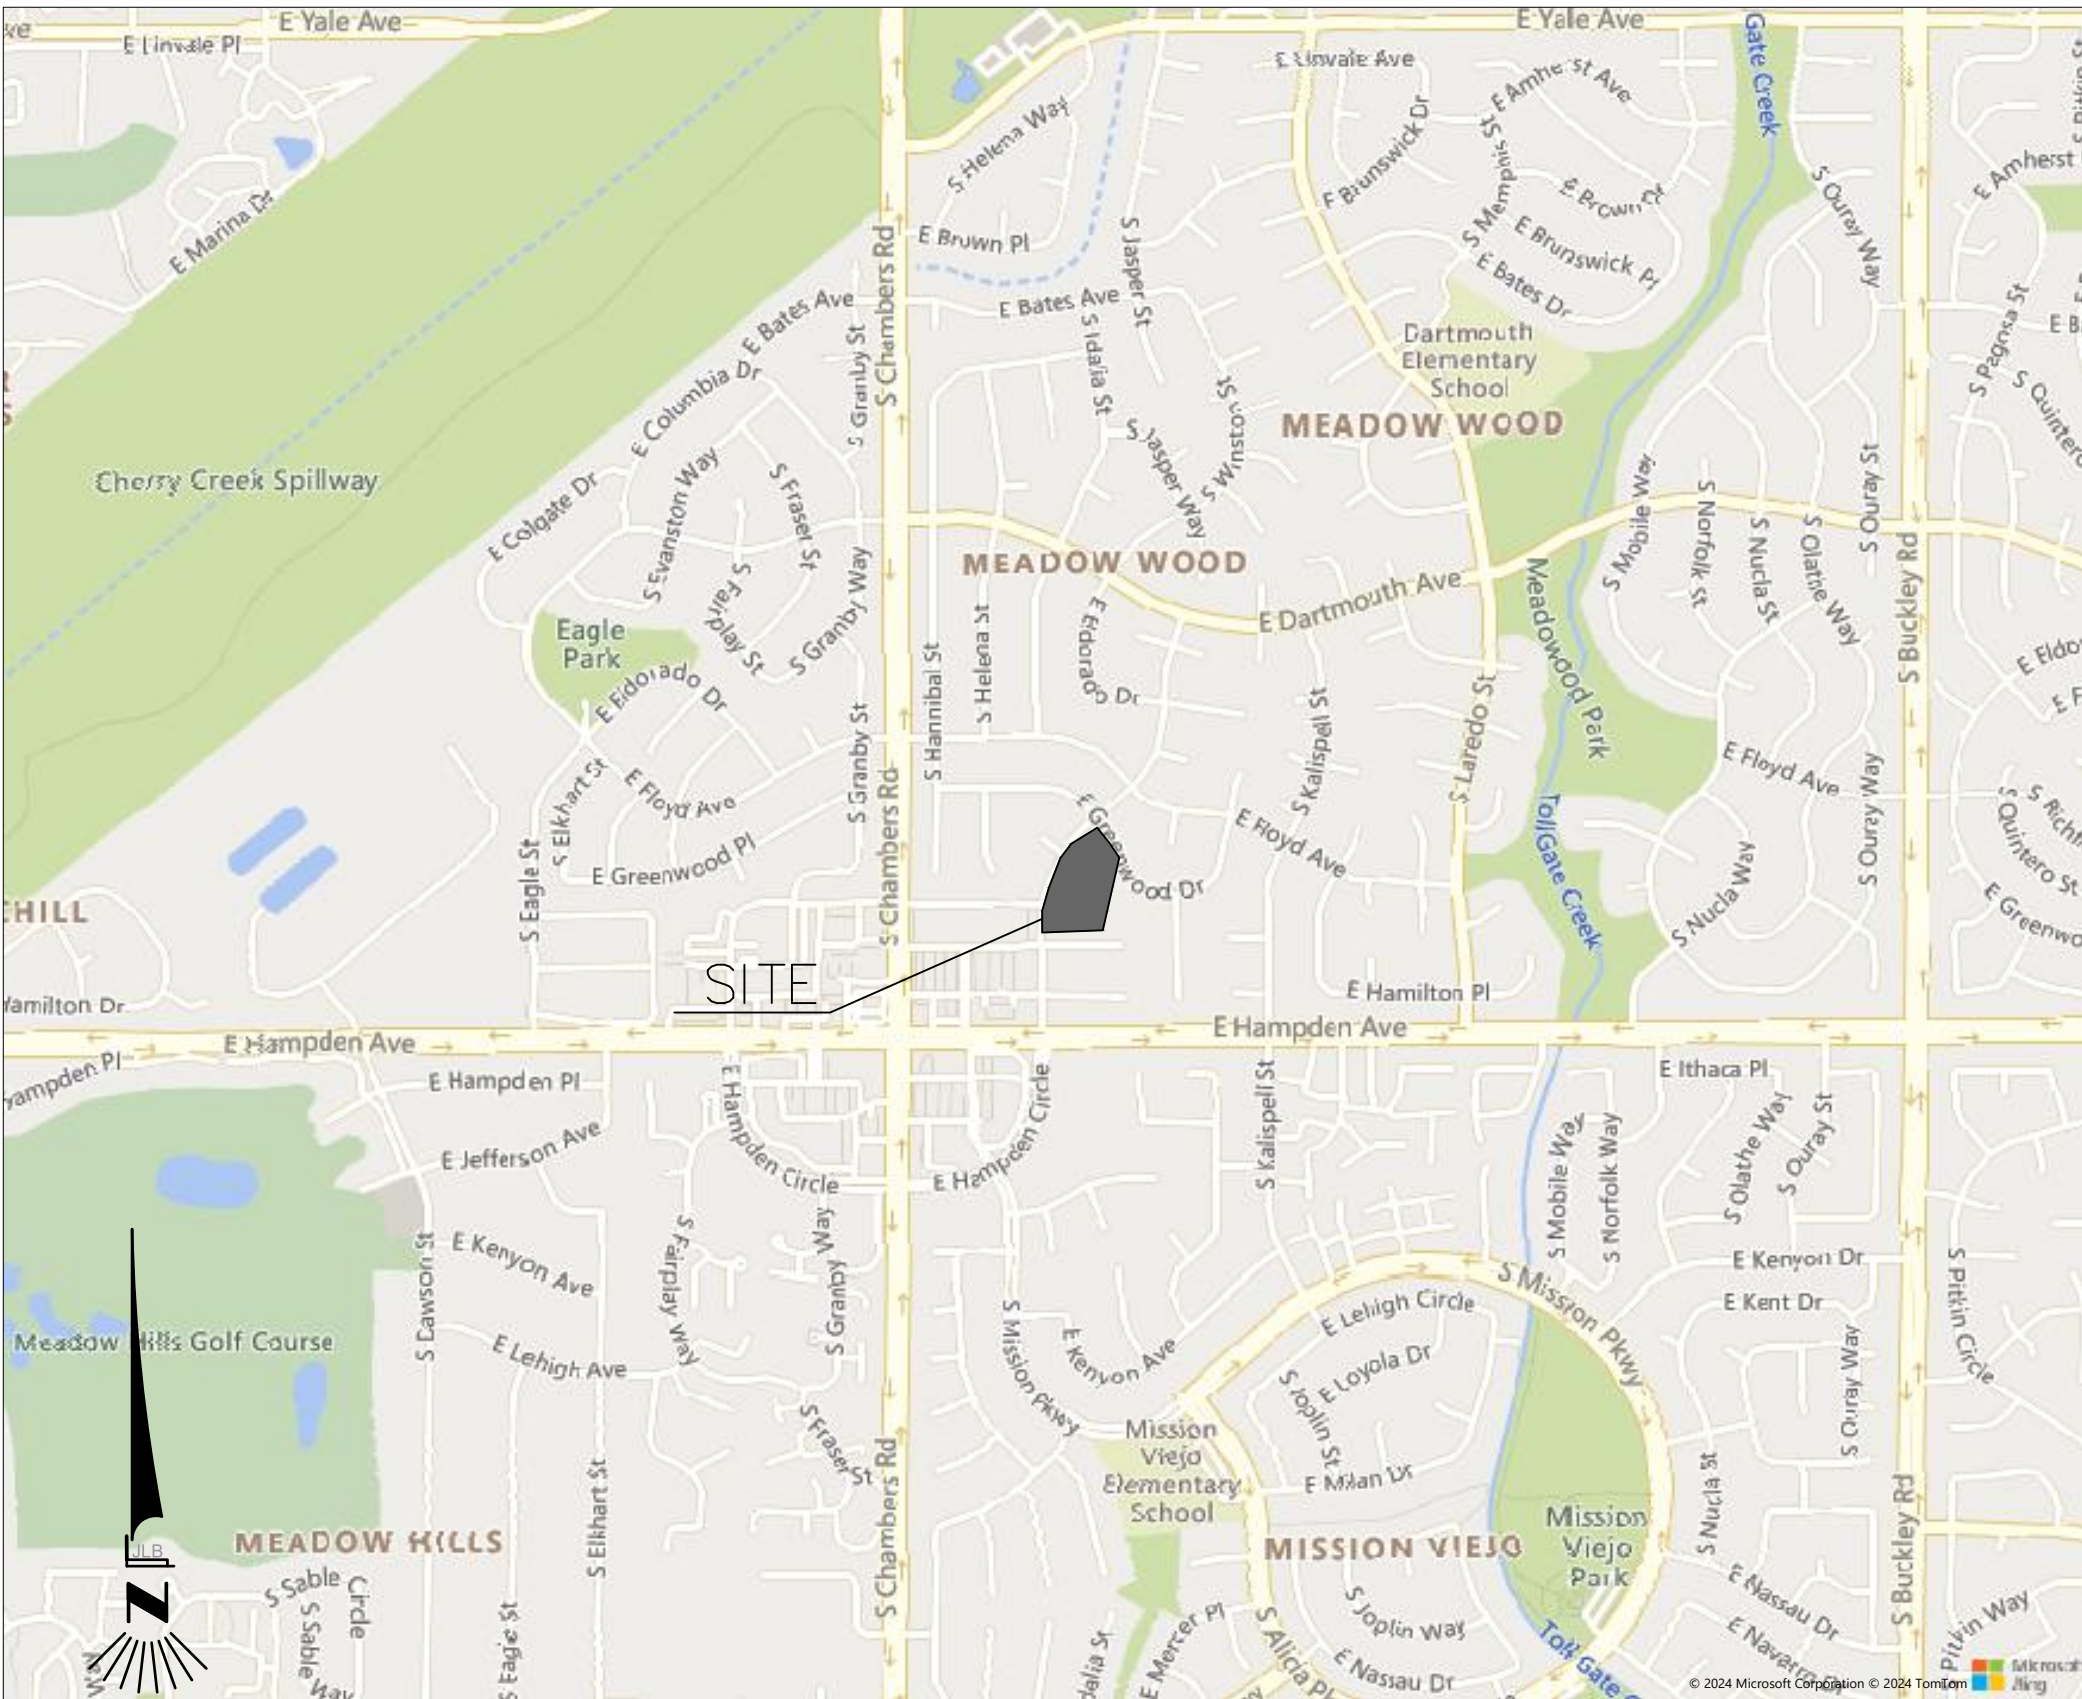 E Yale Ave
E Yale Ave
E Linvale Pl
E Linvale Ave
Gate Creek
E Amherst Ave
S Helena Way
E Brunswick Dr
S Memphis St
E Brown Dr
E Amherst
S Ouray Way
E Marina Dr
S Chambers Rd
E Brown Pl
S Jasper St
E Brunswick Pl
E Bates Dr
E Bates Ave
E Bates Ave
S Granby St
S Idalia St
Dartmouth
Elementary
School
S Pagosa St
E Columbia Dr
S Winston St
MEADOW WOOD
S Jasper Way
Cherry Creek Spillway
E Colgate Dr
S Evanston Way
S Fraser St
S Mobile Way
S Norfolk St
S Nucla St
S Olathe Way
S Ouray St
MEADOW WOOD
S Fairplay St
S Granby Way
E Dartmouth Ave
S Buckley Rd
Eagle
Park
S Helena St
E Eldorado Dr
Meadowood Park
E Eldorado Dr
S Hannibal St
S Kalispell St
S Laredo St
S Granby St
E Floyd Ave
S Ouray Way
S Elkhart St
E Floyd Ave
S Chambers Rd
E Greenwood Dr
E Floyd Ave
Toll Gate Creek
S Quintero St
E Greenwood Pl
S Eagle St
S Nucla Way
SITE
E Hamilton Pl
Hamilton Dr
E Hampden Ave
E Hampden Ave
Hampden Pl
E Hampden Pl
E Hampden Circle
E Hampden Circle
S Kalispell St
E Ithaca Pl
E Jefferson Ave
S Mobile Way
S Norfolk Way
S Olathe Way
S Ouray St
S Dawson St
E Kenyon Ave
S Fairplay Way
S Granby Way
S Mission Pkwy
E Kenyon Dr
E Kent Dr
S Pitkin Circle
Meadow Hills Golf Course
E Lehigh Ave
S Mission Pkwy
E Kenyon Ave
E Lehigh Circle
E Loyola Dr
S Joplin St
S Ouray Way
S Fraser St
Mission
Viejo
Elementary
School
E Milan Dr
S Elkhart St
S Chambers Rd
S Nucla St
S Buckley Rd
MEADOW HILLS
MISSION VIEJO
Mission
Viejo
Park
JLB
N
S Sable Circle
S Sable Way
S Eagle St
E Mercer Pl
S Alicia
S Joplin Way
E Nassau Dr
Toll Gate
E Nassau Dr
E Navarro
Pitkin Way
© 2024 Microsoft Corporation © 2024 TomTom